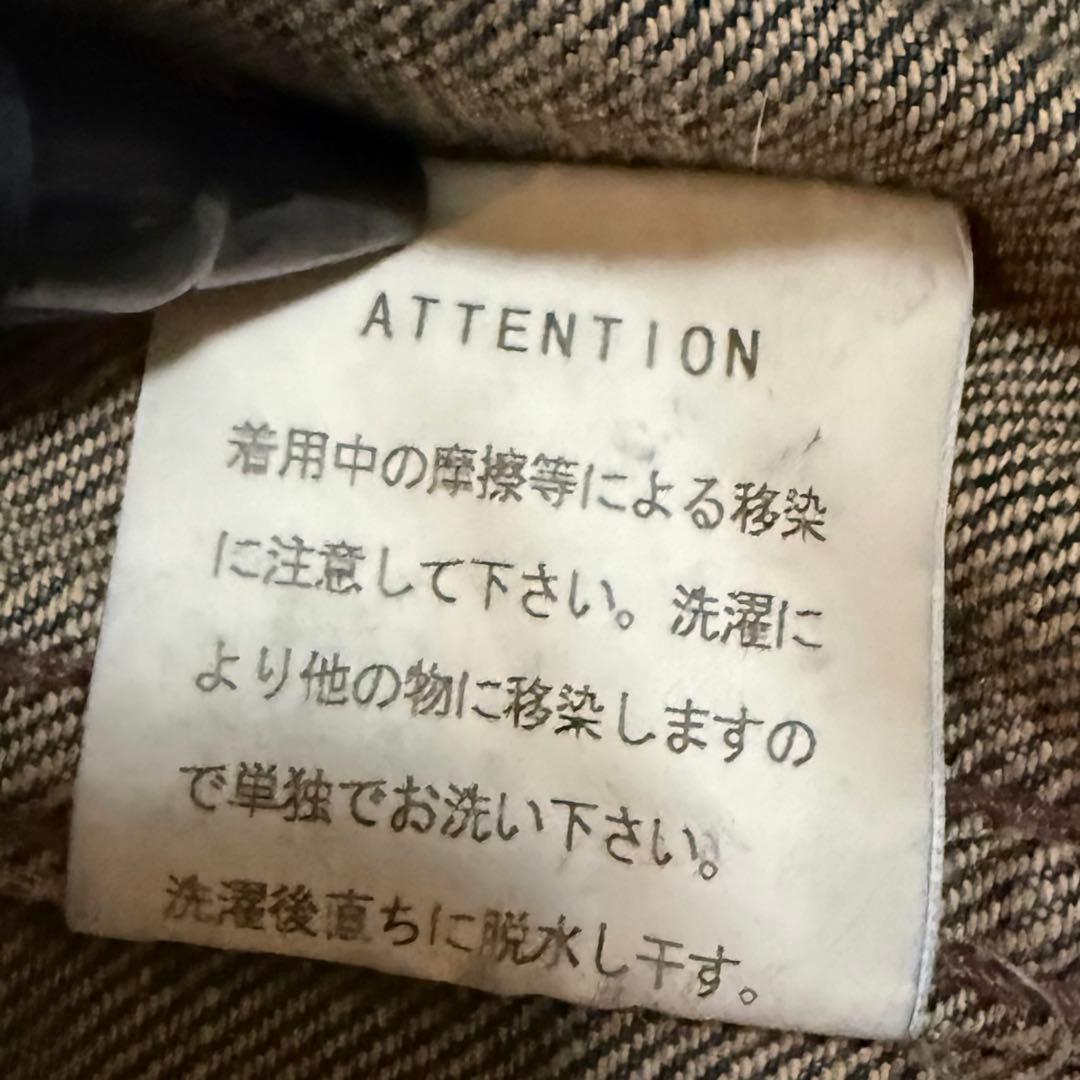 ATTENTION
着用中の摩擦等による移染
に注意して下さい。洗濯に
より他の物に移染しますの
で単独でお洗い下さい。
洗濯後直ちに脱水し干す。